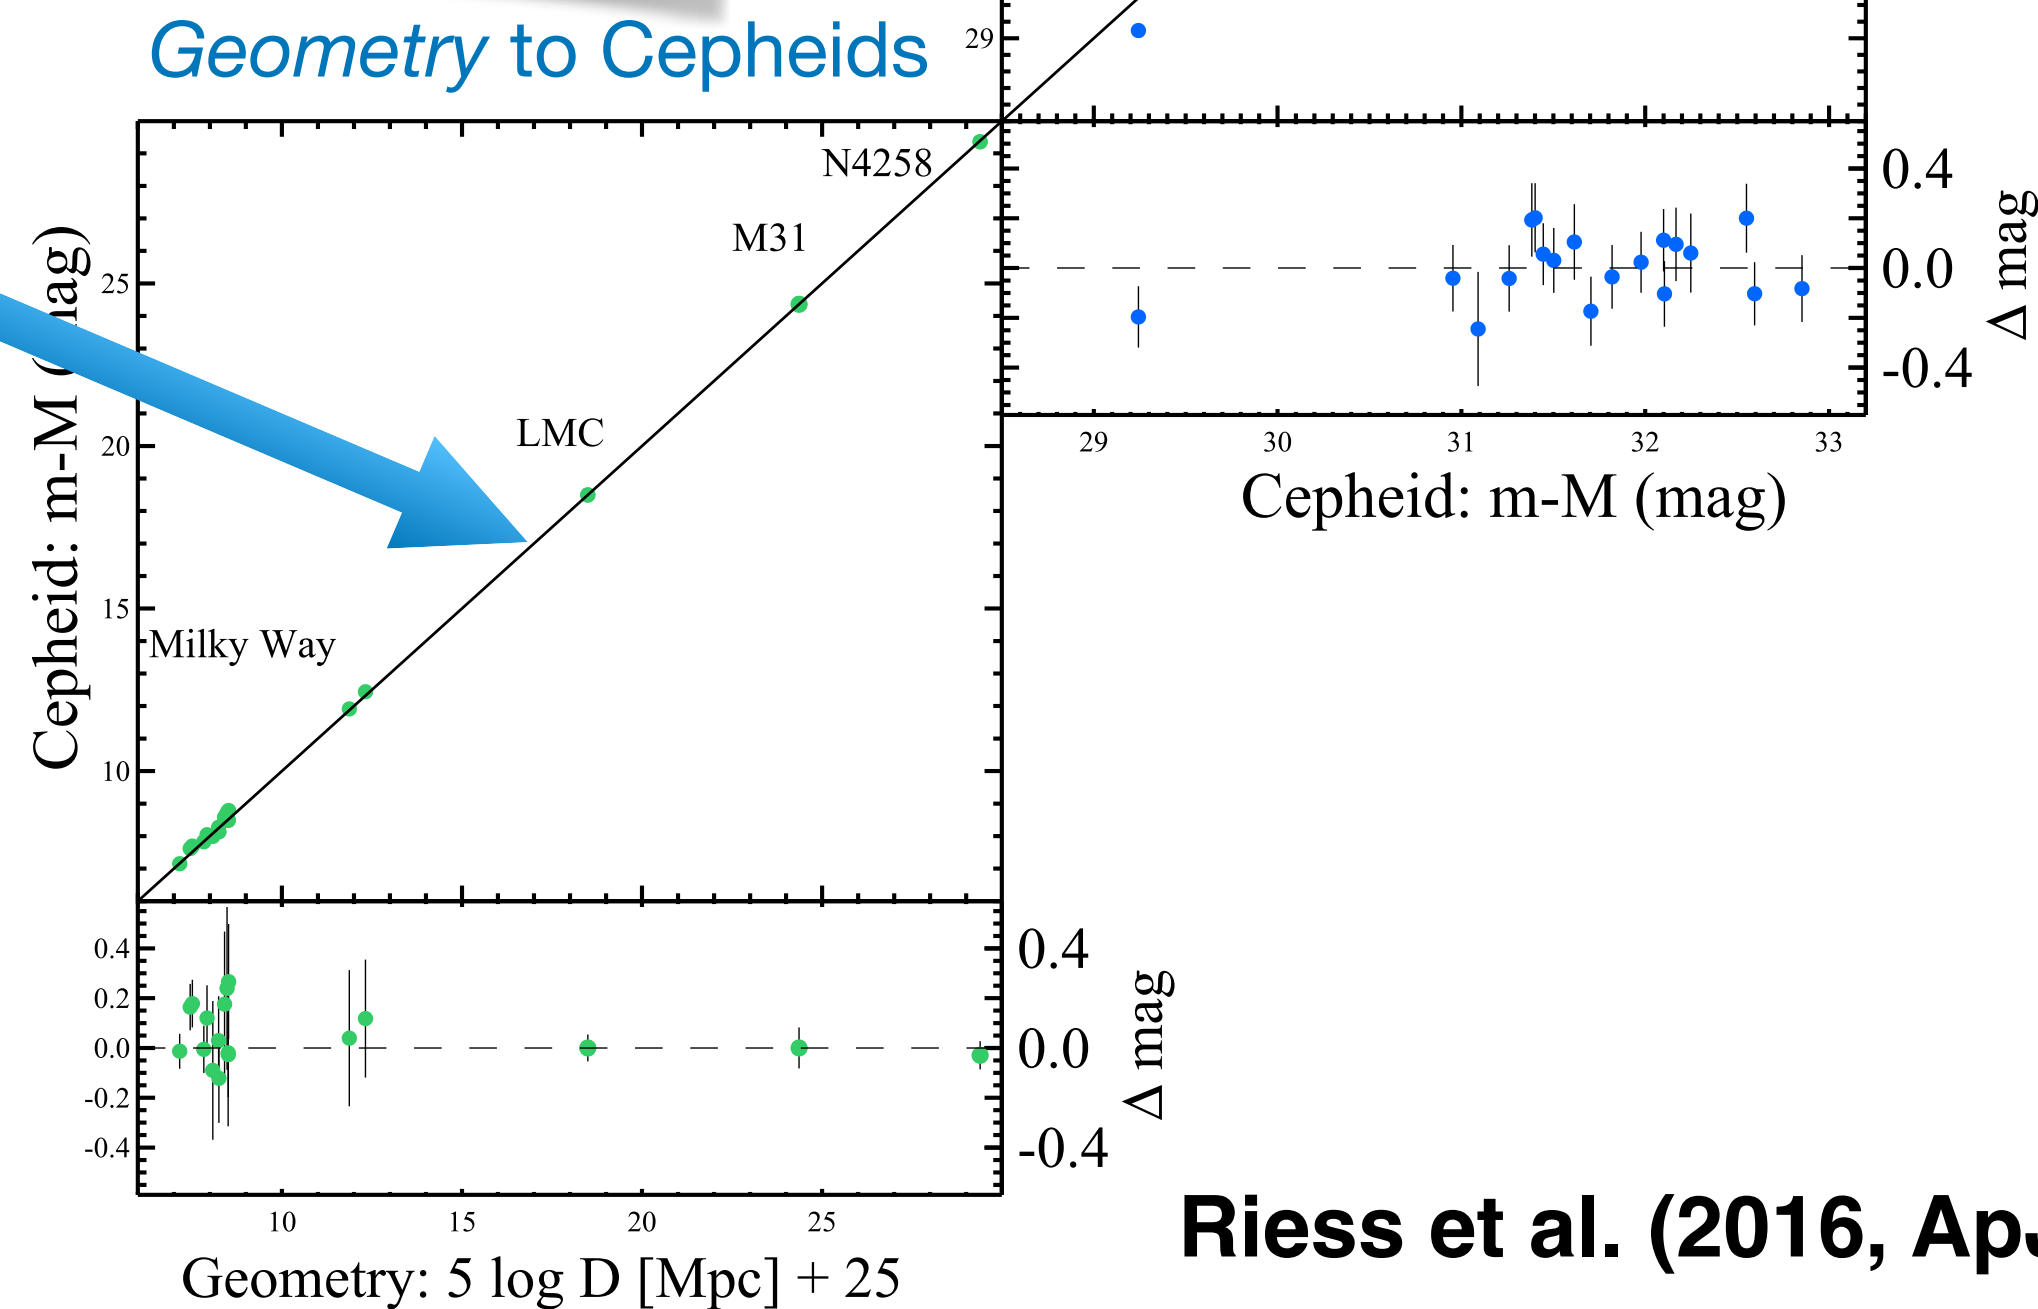 Geometry to Cepheids
29
N4258
M31
LMC
Milky Way
25
20
15
10
Cepheid: m-M (mag)
0.4
0.0
-0.4
Δ mag
29 30 31 32 33
Cepheid: m-M (mag)
0.4
0.2
0.0
-0.2
-0.4
0.4
0.0
-0.4
Δ mag
10 15 20 25
Geometry: 5 log D [Mpc] + 25
Riess et al. (2016, Ap